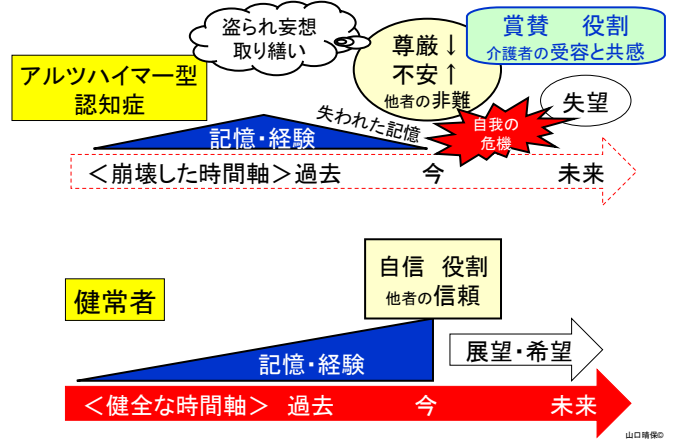 盗られ妄想
取り繕い
尊厳↓
不安↑
他者の非難
賞賛 役割
介護者の受容と共感
アルツハイマー型
認知症
失われた記憶
自我の
危機
失望
記憶・経験
＜崩壊した時間軸＞過去 今 未来
健常者
自信 役割
他者の信頼
展望・希望
記憶・経験
＜健全な時間軸＞ 過去 今 未来
山口晴保©